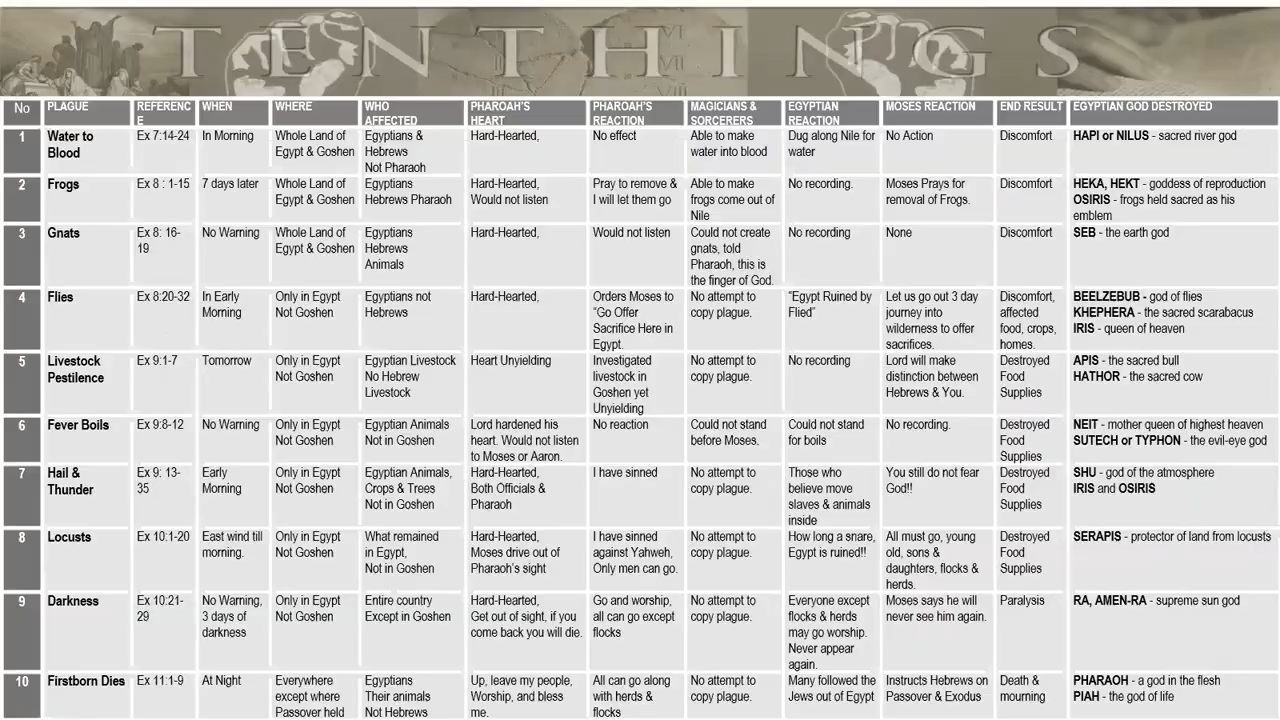 TEN THINGS
VI
VII
VIII
No PLAGUE REFERENC E WHEN WHERE WHO AFFECTED PHAROAH'S HEART PHAROAH'S REACTION MAGICIANS & SORCERERS EGYPTIAN REACTION MOSES REACTION END RESULT EGYPTIAN GOD DESTROYED
1 Water to Blood Ex 7:14-24 In Morning Whole Land of Egypt & Goshen Egyptians & Hebrews Not Pharaoh Hard-Hearted, No effect Able to make water into blood Dug along Nile for water No Action Discomfort HAPI or NILUS - sacred river god
2 Frogs Ex 8 : 1-15 7 days later Whole Land of Egypt & Goshen Egyptians Hebrews Pharaoh Hard-Hearted, Would not listen Pray to remove & I will let them go Able to make frogs come out of Nile No recording. Moses Prays for removal of Frogs. Discomfort HEKA, HEKT - goddess of reproduction OSIRIS - frogs held sacred as his emblem
3 Gnats Ex 8: 16-19 No Warning Whole Land of Egypt & Goshen Egyptians Hebrews Animals Hard-Hearted, Would not listen Could not create gnats, told Pharaoh, this is the finger of God. No recording None Discomfort SEB - the earth god
4 Flies Ex 8:20-32 In Early Morning Only in Egypt Not Goshen Egyptians not Hebrews Hard-Hearted, Orders Moses to “Go Offer Sacrifice Here in Egypt. No attempt to copy plague. “Egypt Ruined by Flied” Let us go out 3 day journey into wilderness to offer sacrifices. Discomfort, affected food, crops, homes. BEELZEBUB - god of flies KHEPHERA - the sacred scarabacus IRIS - queen of heaven
5 Livestock Pestilence Ex 9:1-7 Tomorrow Only in Egypt Not Goshen Egyptian Livestock No Hebrew Livestock Heart Unyielding Investigated livestock in Goshen yet Unyielding No attempt to copy plague. No recording Lord will make distinction between Hebrews & You. Destroyed Food Supplies APIS - the sacred bull HATHOR - the sacred cow
6 Fever Boils Ex 9:8-12 No Warning Only in Egypt Not Goshen Egyptian Animals Not in Goshen Lord hardened his heart. Would not listen to Moses or Aaron. No reaction Could not stand before Moses. Could not stand for boils No recording. Destroyed Food Supplies NEIT - mother queen of highest heaven SUTECH or TYPHON - the evil-eye god
7 Hail & Thunder Ex 9: 13-35 Early Morning Only in Egypt Not Goshen Egyptian Animals, Crops & Trees Not in Goshen Hard-Hearted, Both Officials & Pharaoh I have sinned No attempt to copy plague. Those who believe move slaves & animals inside You still do not fear God!! Destroyed Food Supplies SHU - god of the atmosphere IRIS and OSIRIS
8 Locusts Ex 10:1-20 East wind till morning. Only in Egypt Not Goshen What remained in Egypt, Not in Goshen Hard-Hearted, Moses drive out of Pharaoh's sight I have sinned against Yahweh, Only men can go. No attempt to copy plague. How long a snare, Egypt is ruined!! All must go, young old, sons & daughters, flocks & herds. Destroyed Food Supplies SERAPIS - protector of land from locusts
9 Darkness Ex 10:21-29 No Warning, 3 days of darkness Only in Egypt Not Goshen Entire country Except in Goshen Hard-Hearted, Get out of sight, if you come back you will die. Go and worship, all can go except flocks No attempt to copy plague. Everyone except flocks & herds may go worship. Never appear again. Moses says he will never see him again. Paralysis RA, AMEN-RA - supreme sun god
10 Firstborn Dies Ex 11:1-9 At Night Everywhere except where Passover held Egyptians Their animals Not Hebrews Up, leave my people, Worship, and bless me. All can go along with herds & flocks No attempt to copy plague. Many followed the Jews out of Egypt Instructs Hebrews on Passover & Exodus Death & mourning PHARAOH - a god in the flesh PIAH - the god of life